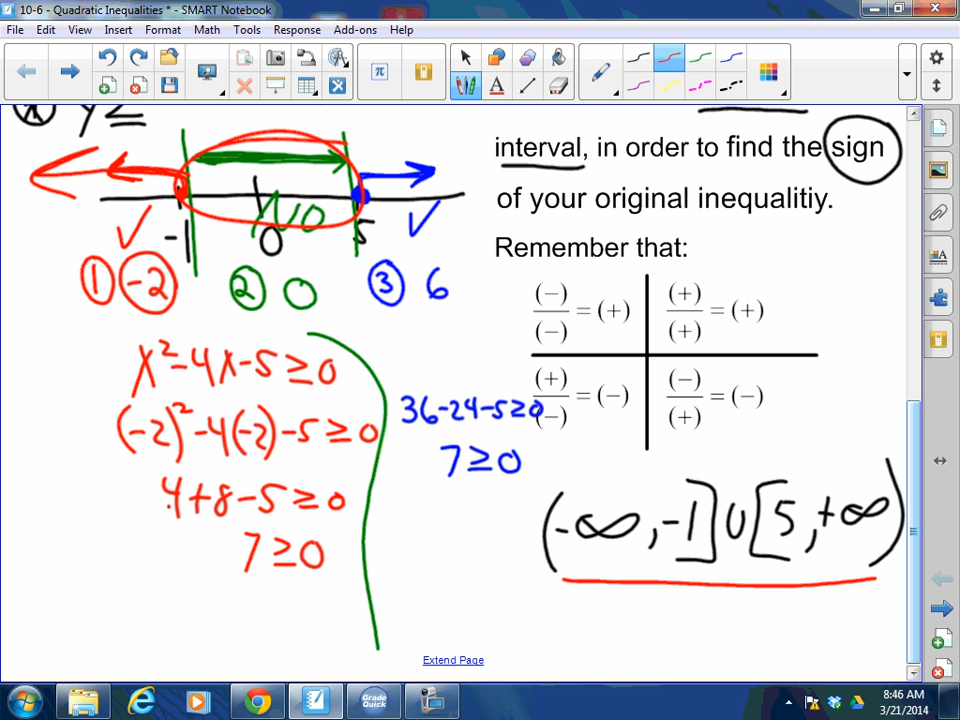 10-6 - Quadratic Inequalities * - SMART Notebook
File Edit View Insert Format Math Tools Response Add-ons Help
y ≤
interval, in order to find the sign
of your original inequalitiy.
Remember that:
NO
-1 0 5
① -2 ② 0 ③ 6
(−)/(−) = (+) (+)/(+) = (+)
(+)/(−) = (−) (−)/(+) = (−)
x² - 4x - 5 ≥ 0
(-2)² - 4(-2) - 5 ≥ 0
4 + 8 - 5 ≥ 0
7 ≥ 0
36 - 24 - 5 ≥ 0
7 ≥ 0
(-∞, -1] ∪ [5, +∞)
Extend Page
Grade Quick
8:46 AM
3/21/2014